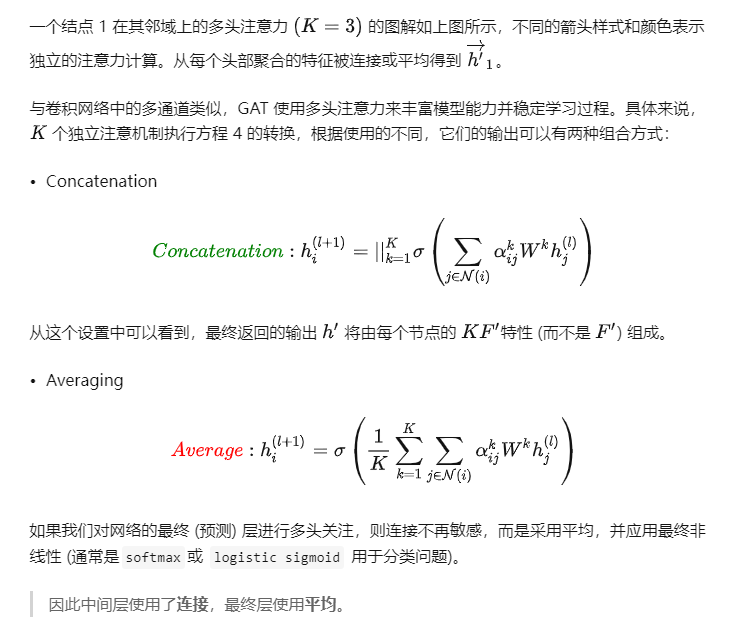 一个结点 1 在其邻域上的多头注意力 (K = 3) 的图解如上图所示，不同的箭头样式和颜色表示
独立的注意力计算。从每个头部聚合的特征被连接或平均得到 $\overrightarrow{h'}_1$。
与卷积网络中的多通道类似，GAT 使用多头注意力来丰富模型能力并稳定学习过程。具体来说，
K 个独立注意机制执行方程 4 的转换，根据使用的不同，它们的输出可以有两种组合方式：
• Concatenation
$Concatenation : h_i^{(l+1)} = ||_{k=1}^{K} \sigma \left( \sum_{j \in \mathcal{N}(i)} \alpha_{ij}^k W^k h_j^{(l)} \right)$
从这个设置中可以看到，最终返回的输出 h′ 将由每个节点的 KF′特性 (而不是 F′) 组成。
• Averaging
$Average : h_i^{(l+1)} = \sigma \left( \frac{1}{K} \sum_{k=1}^{K} \sum_{j \in \mathcal{N}(i)} \alpha_{ij}^k W^k h_j^{(l)} \right)$
如果我们对网络的最终 (预测) 层进行多头关注，则连接不再敏感，而是采用平均，并应用最终非
线性 (通常是 softmax 或 logistic sigmoid 用于分类问题)。
因此中间层使用了连接，最终层使用平均。